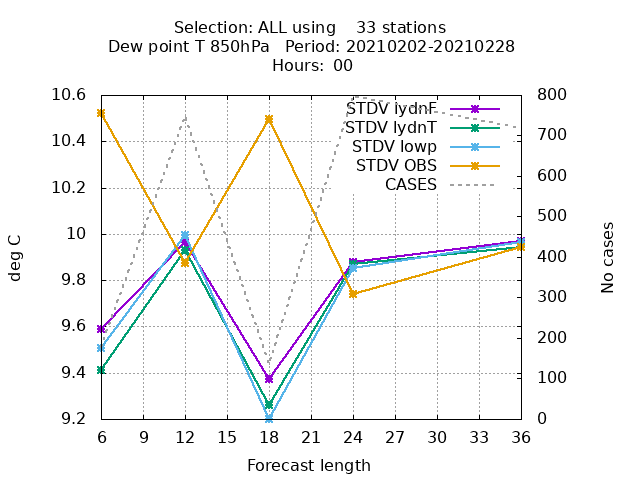 Selection: ALL using    33 stations
Dew point T 850hPa   Period: 20210202-20210228
Hours:  00
10.6
10.4
10.2
10
9.8
9.6
9.4
9.2
deg C
STDV iydnF
STDV IydnT
STDV Iowp
STDV OBS
CASES
800
700
600
500
400
300
200
100
0
No cases
6 9 12 15 18 21 24 27 30 33 36
Forecast length